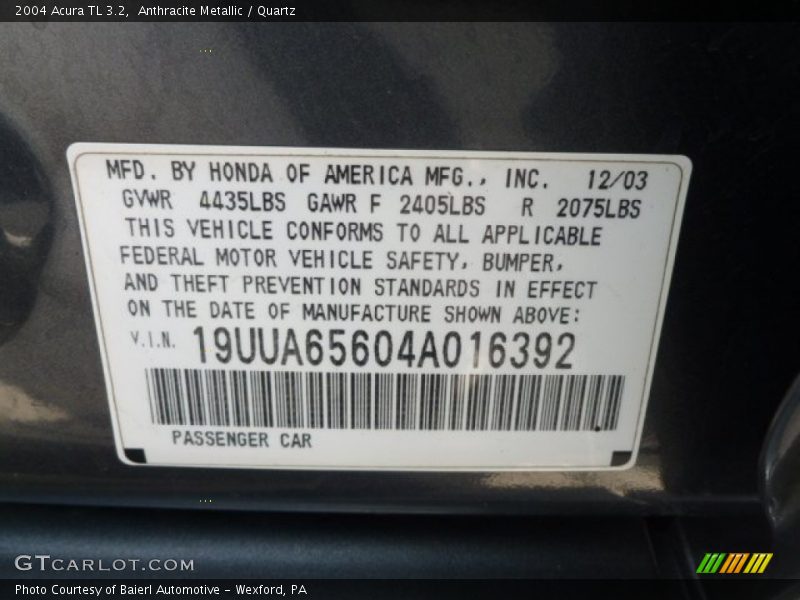 2004 Acura TL 3.2, Anthracite Metallic / Quartz
MFD. BY HONDA OF AMERICA MFG., INC. 12/03
GVWR 4435LBS GAWR F 2405LBS R 2075LBS
THIS VEHICLE CONFORMS TO ALL APPLICABLE
FEDERAL MOTOR VEHICLE SAFETY, BUMPER,
AND THEFT PREVENTION STANDARDS IN EFFECT
ON THE DATE OF MANUFACTURE SHOWN ABOVE:
V.I.N. 19UUA65604A016392
PASSENGER CAR
GTCARLOT.COM
Photo Courtesy of Baierl Automotive - Wexford, PA